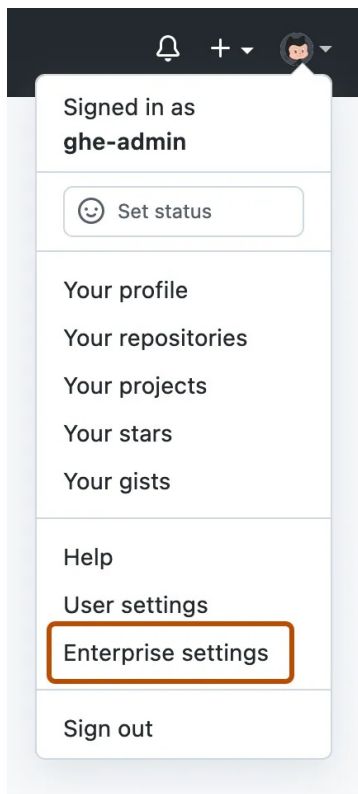 Signed in as
ghe-admin
Set status
Your profile
Your repositories
Your projects
Your stars
Your gists
Help
User settings
Enterprise settings
Sign out